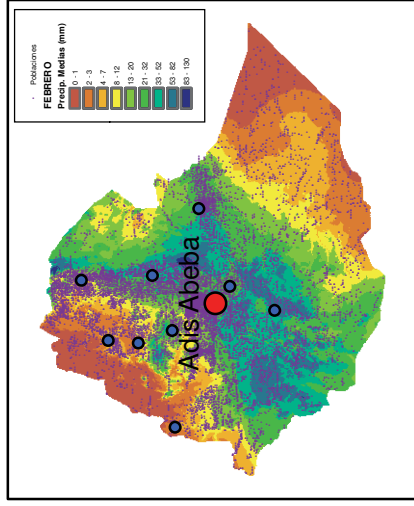 Poblaciones
FEBRERO
Precip. Medias (mm)
0 - 1
2 - 3
4 - 7
8 - 12
13 - 20
21 - 32
33 - 52
53 - 82
83 - 130
Adis Abeba